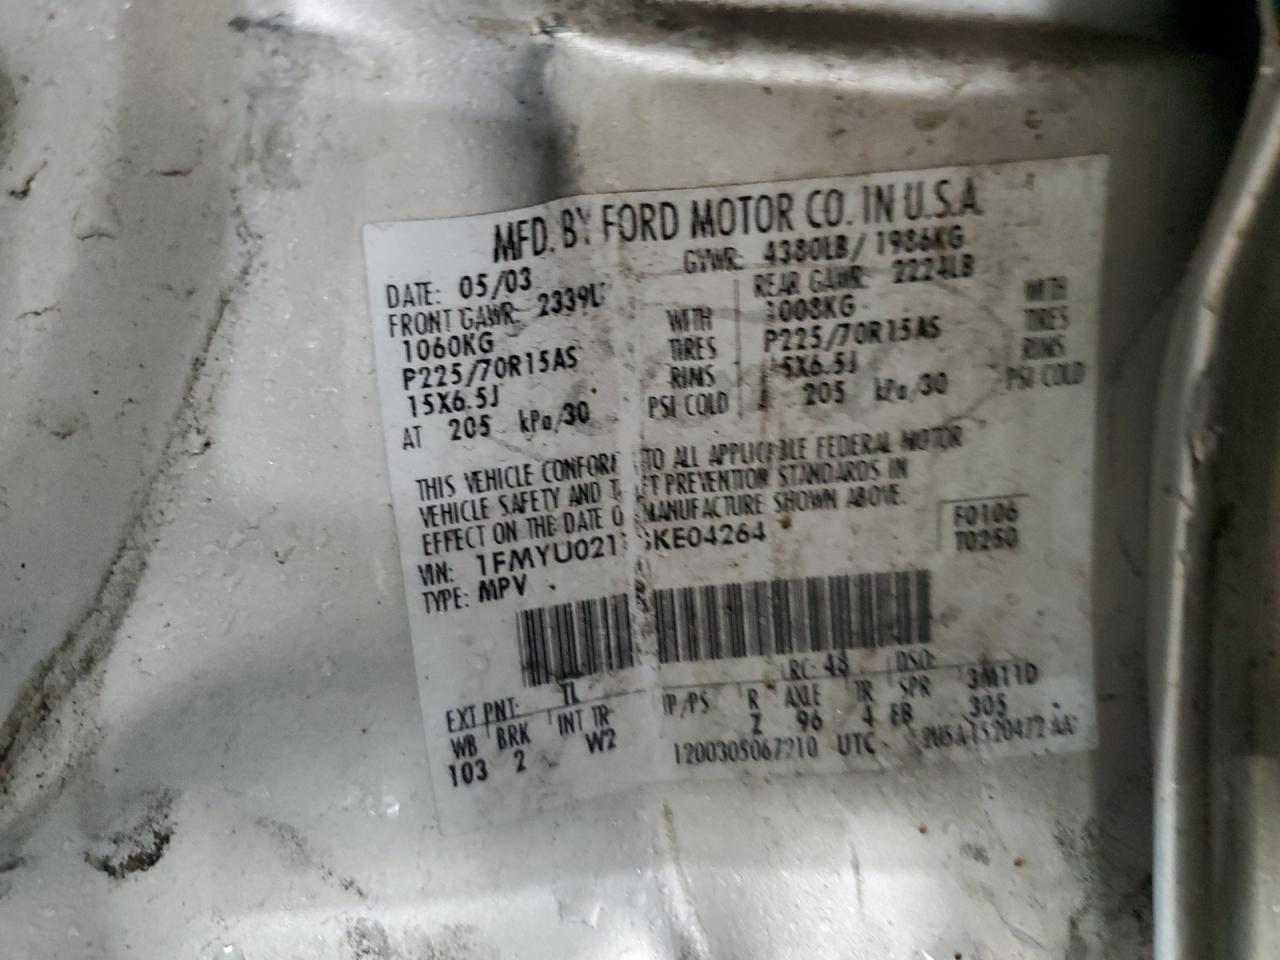 MFD. BY FORD MOTOR CO. IN U.S.A.
DATE: 05/03 GVWR: 4380LB / 1986KG
FRONT GAWR: 2339L REAR GAWR: 2224LB
1060KG WITH 1008KG WITH
P225/70R15AS TIRES P225/70R15AS TIRES
15X6.5J RIMS 15X6.5J RIMS
AT 205 kPa/30 PSI COLD 205 kPa/30 PSI COLD
THIS VEHICLE CONFORM TO ALL APPLICABLE FEDERAL MOTOR
VEHICLE SAFETY AND PREVENTION STANDARDS IN
EFFECT ON THE DATE O MANUFACTURE SHOWN ABOVE.
VIN: 1FMYU021 KE04264 F0106
TYPE: MPV T0250
EXT PNT: TL RC: 48 DSO:
WB BRK INT TR TP/PS R AXLE TR SPR 3M11D
103 2 W2 Z 96 4 305
1200305067210 UTC